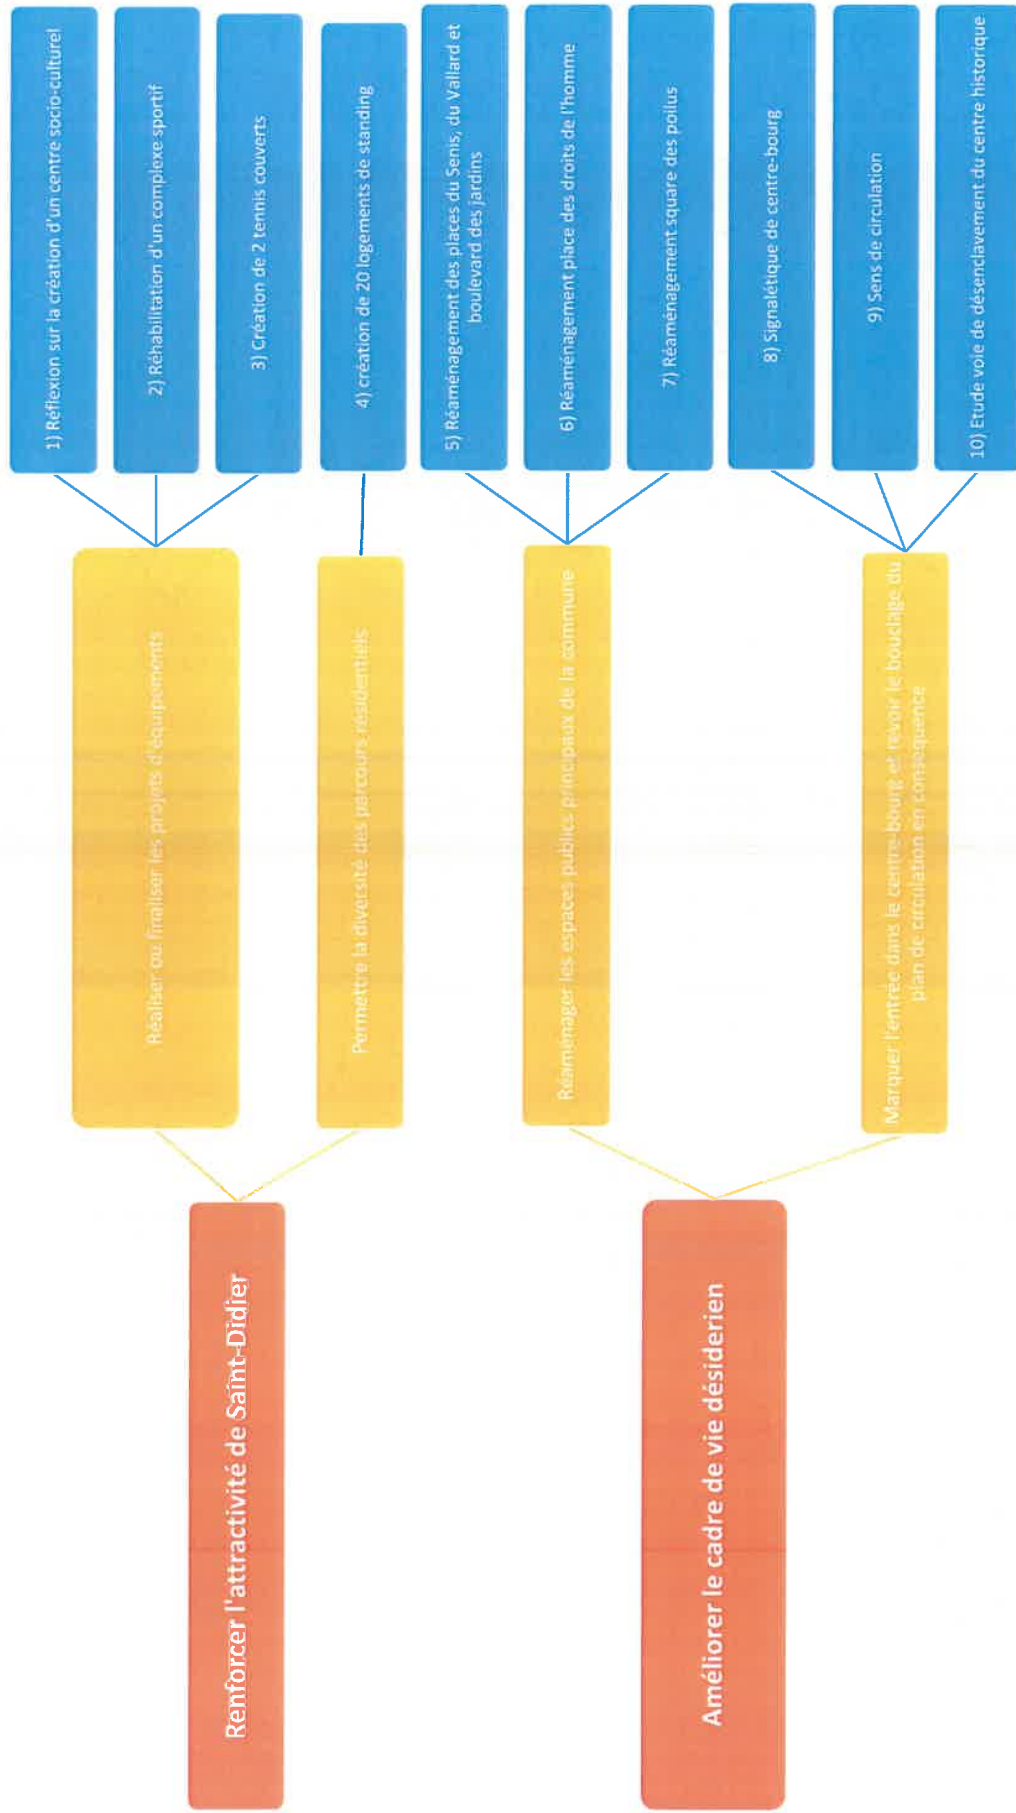 Renforcer l'attractivité de Saint-Didier
Réaliser ou finaliser les projets d'équipements
1) Réflexion sur la création d'un centre socio-culturel
2) Réhabilitation d'un complexe sportif
3) Création de 2 tennis couverts
Permettre la diversité des parcours résidentiels
4) création de 20 logements de standing
Améliorer le cadre de vie désiderien
Réaménager les espaces publics principaux de la commune
5) Réaménagement des places du Senis, du Vallard et
boulevard des jardins
6) Réaménagement place des droits de l'homme
7) Réaménagement square des poilus
Marquer l'entrée dans le centre-bourg et revoir le bouclage du
plan de circulation en conséquence
8) Signalétique de centre-bourg
9) Sens de circulation
10) Etude voie de désenclavement du centre historique